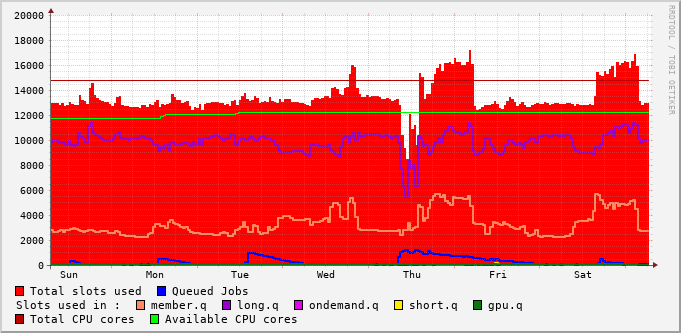 20000
18000
16000
14000
12000
10000
8000
6000
4000
2000
0
Sun Mon Tue Wed Thu Fri Sat
RRDTOOL / TOBI OETIKER
Total slots used Queued Jobs
Slots used in : member.q long.q ondemand.q short.q gpu.q
Total CPU cores Available CPU cores